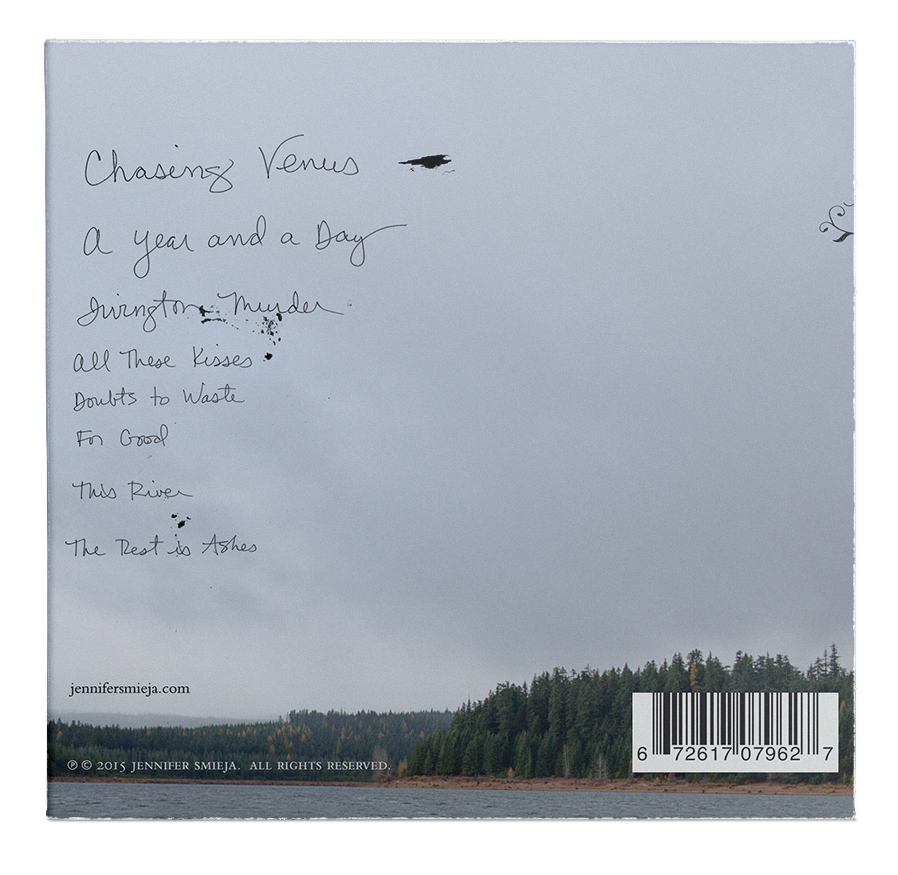 Chasing Venus
A Year and a Day
Irvington Murder
All These Kisses
Doubts to Waste
For Good
This River
The Rest is Ashes
jennifersmieja.com
℗ © 2015 JENNIFER SMIEJA. ALL RIGHTS RESERVED.
6 72617 07962 7